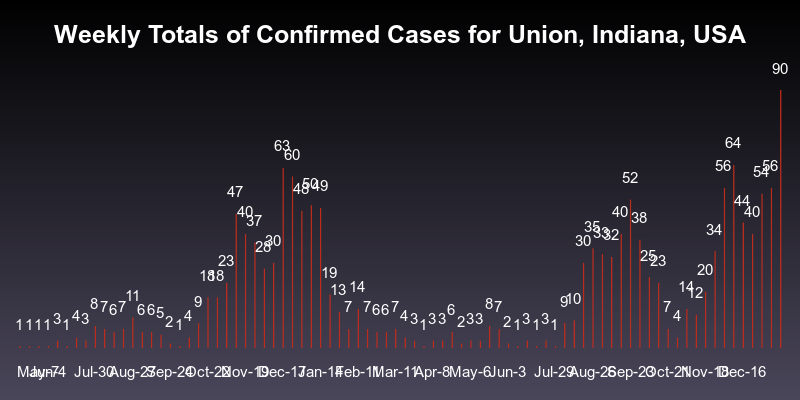 Weekly Totals of Confirmed Cases for Union, Indiana, USA
1 1 1 1 3 1 4 3 8 7 6 7 11 6 6 5 2 1 4 9 18 18 23 47 40 37 28 30 63 60 48 50 49 19 13 7 14 7 6 6 7 4 3 1 3 3 6 2 3 3 8 7 2 1 3 1 3 1 9 10 30 35 33 32 40 52 38 25 23 7 4 14 12 20 34 56 64 44 40 54 56 90
May-7 Jun-4 Jul-30 Aug-27 Sep-24 Oct-22 Nov-19 Dec-17 Jan-14 Feb-11 Mar-11 Apr-8 May-6 Jun-3 Jul-29 Aug-26 Sep-23 Oct-21 Nov-18 Dec-16